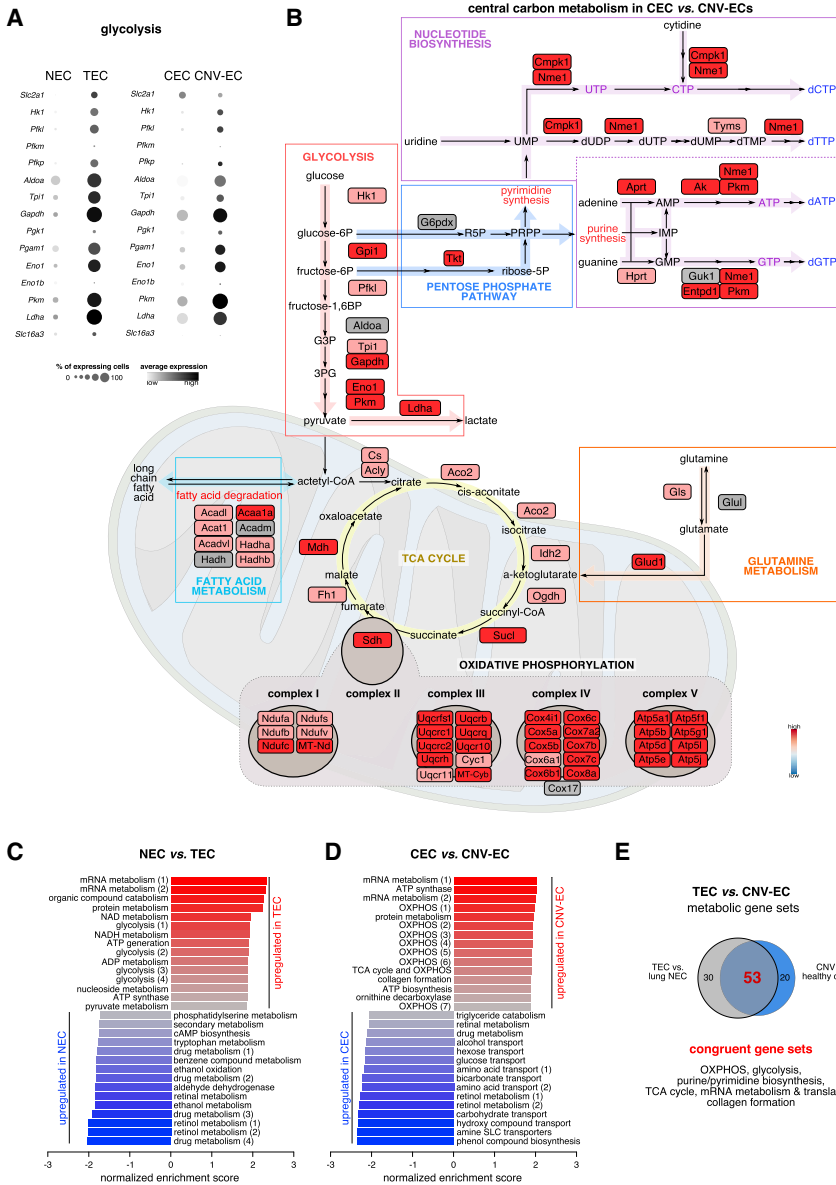 A
glycolysis
NEC TEC CEC CNV-EC
Slc2a1 Slc2a1
Hk1 Hk1
Pfkl Pfkl
Pfkm Pfkm
Pfkp Pfkp
Aldoa Aldoa
Tpi1 Tpi1
Gapdh Gapdh
Pgk1 Pgk1
Pgam1 Pgam1
Eno1 Eno1
Eno1b Eno1b
Pkm Pkm
Ldha Ldha
Slc16a3 Slc16a3
% of expressing cells average expression
0 100 low high
B
central carbon metabolism in CEC vs. CNV-ECs
NUCLEOTIDE
BIOSYNTHESIS
cytidine
Cmpk1
Nme1
Cmpk1
Nme1
UTP CTP dCTP
uridine UMP Cmpk1 dUDP Nme1 dUTP dUMP Tyms dTMP Nme1 dTTP
GLYCOLYSIS
glucose
Hk1
glucose-6P
Gpi1
fructose-6P
Pfkl
fructose-1,6BP
Aldoa
G3P
Tpi1
Gapdh
3PG
Eno1
Pkm
pyruvate
Ldha
lactate
pyrimidine
synthesis
G6pdx
R5P PRPP
Tkt
ribose-5P
PENTOSE PHOSPHATE
PATHWAY
Nme1
Aprt Ak Pkm
adenine AMP ATP dATP
purine
synthesis
IMP
guanine GMP GTP dGTP
Hprt Guk1 Nme1
Entpd1 Pkm
long
chain
fatty
acid
actetyl-CoA
fatty acid degradation
Acadl Acaa1a
Acat1 Acadm
Acadvl Hadha
Hadh Hadhb
FATTY ACID
METABOLISM
Cs
Acly
citrate
Aco2
cis-aconitate
Aco2
isocitrate
Idh2
a-ketoglutarate
Ogdh
succinyl-CoA
Sucl
succinate
Sdh
fumarate
Fh1
malate
Mdh
oxaloacetate
TCA CYCLE
glutamine
Gls Glul
glutamate
Glud1
GLUTAMINE
METABOLISM
OXIDATIVE PHOSPHORYLATION
complex I complex II complex III complex IV complex V
Ndufa Ndufs
Ndufb Ndufv
Ndufc MT-Nd
Uqcrfs1 Uqcrb
Uqcrc1 Uqcrq
Uqcrc2 Uqcr10
Uqcrh Cyc1
Uqcr11 MT-Cyb
Cox4i1 Cox6c
Cox5a Cox7a2
Cox5b Cox7b
Cox6a1 Cox7c
Cox6b1 Cox8a
Cox17
Atp5a1 Atp5f1
Atp5b Atp5g1
Atp5d Atp5l
Atp5e Atp5j
high
low
C
NEC vs. TEC
mRNA metabolism (1)
mRNA metabolism (2)
organic compound catabolism
protein metabolism
NAD metabolism
glycolysis (1)
NADH metabolism
ATP generation
glycolysis (2)
ADP metabolism
glycolysis (3)
glycolysis (4)
nucleoside metabolism
ATP synthase
pyruvate metabolism
upregulated in TEC
phosphatidylserine metabolism
secondary metabolism
cAMP biosynthesis
tryptophan metabolism
drug metabolism (1)
benzene compound metabolism
ethanol oxidation
drug metabolism (2)
aldehyde dehydrogenase
retinal metabolism
ethanol metabolism
drug metabolism (3)
retinol metabolism (1)
retinol metabolism (2)
drug metabolism (4)
upregulated in NEC
-3 -2 -1 0 1 2 3
normalized enrichment score
D
CEC vs. CNV-EC
mRNA metabolism (1)
ATP synthase
mRNA metabolism (2)
OXPHOS (1)
protein metabolism
OXPHOS (2)
OXPHOS (3)
OXPHOS (4)
OXPHOS (5)
OXPHOS (6)
TCA cycle and OXPHOS
collagen formation
ATP biosynthesis
ornithine decarboxylase
OXPHOS (7)
upregulated in CNV-EC
triglyceride catabolism
retinal metabolism
drug metabolism
alcohol transport
hexose transport
glucose transport
amino acid transport (1)
bicarbonate transport
amino acid transport (2)
retinol metabolism (1)
retinol metabolism (2)
carbohydrate transport
hydroxy compound transport
amine SLC transporters
phenol compound biosynthesis
upregulated in CEC
-3 -2 -1 0 1 2 3
normalized enrichment score
E
TEC vs. CNV-EC
metabolic gene sets
TEC vs.
lung NEC
30 53 20
CNV
healthy c
congruent gene sets
OXPHOS, glycolysis,
purine/pyrimidine biosynthesis,
TCA cycle, mRNA metabolism & transla
collagen formation